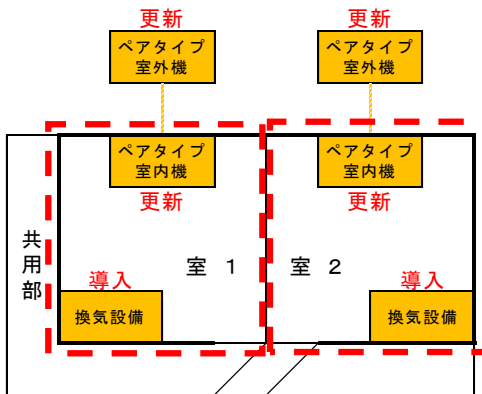 更新
更新
ペアタイプ
室外機
ペアタイプ
室外機
ペアタイプ
室内機
ペアタイプ
室内機
更新
更新
共用部
室 1
室 2
導入
導入
換気設備
換気設備